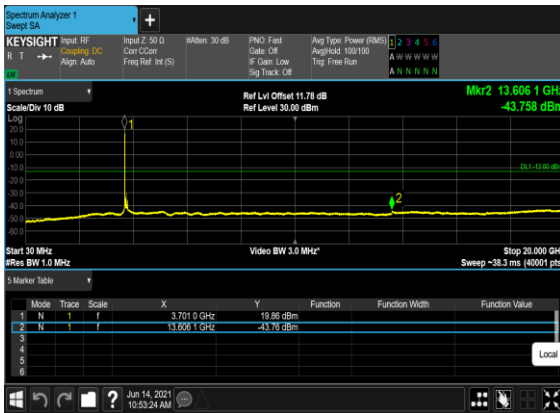 Spectrum Analyzer 1
Swept SA
KEYSIGHT Input: RF Input Z: 50 Ω #Atten: 30 dB PNO: Fast Avg Type: Power (RMS) 1 2 3 4 5 6
R T Coupling: DC Corr CCorr Gate: Off Avg|Hold: 100/100 A W W W W W
Align: Auto Freq Ref: Int (S) IF Gain: Low Trig: Free Run
Sig Track: Off A N N N N N
1 Spectrum Mkr2 13.606 1 GHz
Scale/Div 10 dB Ref Lvl Offset 11.78 dB -43.758 dBm
Ref Level 30.00 dBm
Log
20.0
10.0
0.00
-10.0
-20.0
-30.0
-40.0
-50.0
-60.0
1
DL1 -13.00 dBm
2
Start 30 MHz Video BW 3.0 MHz* Stop 20.000 GH
#Res BW 1.0 MHz Sweep ~38.3 ms (40001 pts
5 Marker Table
Mode Trace Scale X Y Function Function Width Function Value
1 N 1 f 3.701 0 GHz 19.86 dBm
2 N 1 f 13.606 1 GHz -43.76 dBm
3
4
5
6
Local
? Jun 14, 2021
10:53:24 AM